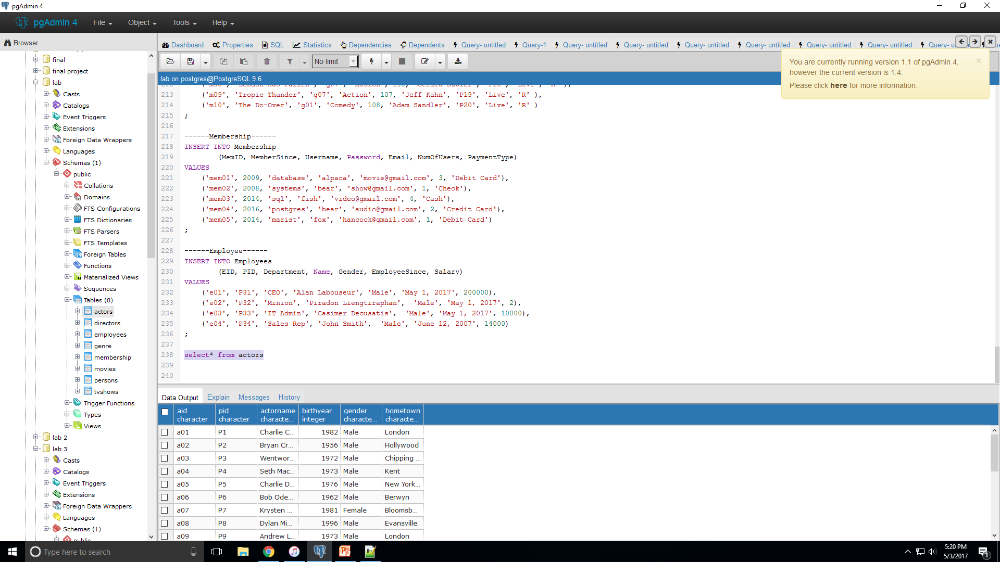 pgAdmin 4
pgAdmin 4 File Object Tools Help
Browser
final
final project
lab
Casts
Catalogs
Event Triggers
Extensions
Foreign Data Wrappers
Languages
Schemas (1)
public
Collations
Domains
FTS Configurations
FTS Dictionaries
FTS Parsers
FTS Templates
Foreign Tables
Functions
Materialized Views
Sequences
Tables (8)
actors
directors
employees
genre
membership
movies
persons
tvshows
Trigger Functions
Types
Views
lab 2
lab 3
Casts
Catalogs
Event Triggers
Extensions
Foreign Data Wrappers
Languages
Schemas (1)
public
Dashboard Properties SQL Statistics Dependencies Dependents Query- untitled Query-1 Query- untitled Query- untitled Query- untitled Query- untitled Query- untitled Query- untitled
No limit
You are currently running version 1.1 of pgAdmin 4,
however the current version is 1.4.
Please click here for more information.
lab on postgres@PostgreSQL 9.6
213 ('m09', 'Tropic Thunder', 'g07', 'Action', 107, 'Jeff Kahn', 'P19', 'Live', 'R' ),
214 ('m10', 'The Do-Over', 'g01', 'Comedy', 108, 'Adam Sandler', 'P20', 'Live', 'R' )
215 ;
216
217 ------Membership------
218 INSERT INTO Membership
219 (MemID, MemberSince, Username, Password, Email, NumOfUsers, PaymentType)
220 VALUES
221 ('mem01', 2009, 'database', 'alpaca', 'movie@gmail.com', 3, 'Debit Card'),
222 ('mem02', 2008, 'systems', 'bear', 'show@gmail.com', 1, 'Check'),
223 ('mem03', 2014, 'sql', 'fish', 'video@gmail.com', 4, 'Cash'),
224 ('mem04', 2016, 'postgres', 'bear', 'audio@gmail.com', 2, 'Credit Card'),
225 ('mem05', 2014, 'marist', 'fox', 'hancock@gmail.com', 1, 'Debit Card')
226 ;
227
228 ------Employee------
229 INSERT INTO Employees
230 (EID, PID, Department, Name, Gender, EmployeeSince, Salary)
231 VALUES
232 ('e01', 'P31', 'CEO', 'Alan Labouseur', 'Male', 'May 1, 2017', 200000),
233 ('e02', 'P32', 'Minion', 'Piradon Liengtiraphan', 'Male', 'May 1, 2017', 2),
234 ('e03', 'P33', 'IT Admin', 'Casimer Decusatis', 'Male', 'May 1, 2017', 10000),
235 ('e04', 'P34', 'Sales Rep', 'John Smith', 'Male', 'June 12, 2007', 14000)
236 ;
237
238 select* from actors
239
240
Data Output Explain Messages History
aid pid actorname birthyear gender hometown
character character characte... integer characte... characte...
a01 P1 Charlie C... 1982 Male London
a02 P2 Bryan Cr... 1956 Male Hollywood
a03 P3 Wentwor... 1972 Male Chipping ...
a04 P4 Seth Mac... 1973 Male Kent
a05 P5 Charlie D... 1976 Male New York...
a06 P6 Bob Ode... 1962 Male Berwyn
a07 P7 Krysten ... 1981 Female Bloomsb...
a08 P8 Dylan Mi... 1996 Male Evansville
a09 P9 Andrew L... 1973 Male London
Type here to search
5:20 PM
5/3/2017
1